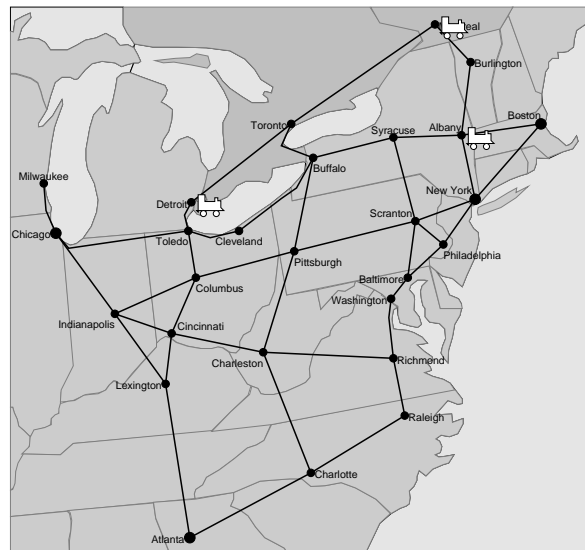 eal
Burlington
Boston
Toronto
Syracuse
Albany
Buffalo
Milwaukee
New York
Detroit
Scranton
Chicago
Toledo
Cleveland
Philadelphia
Pittsburgh
Baltimore
Columbus
Washington
Indianapolis
Cincinnati
Charleston
Richmond
Lexington
Raleigh
Charlotte
Atlanta